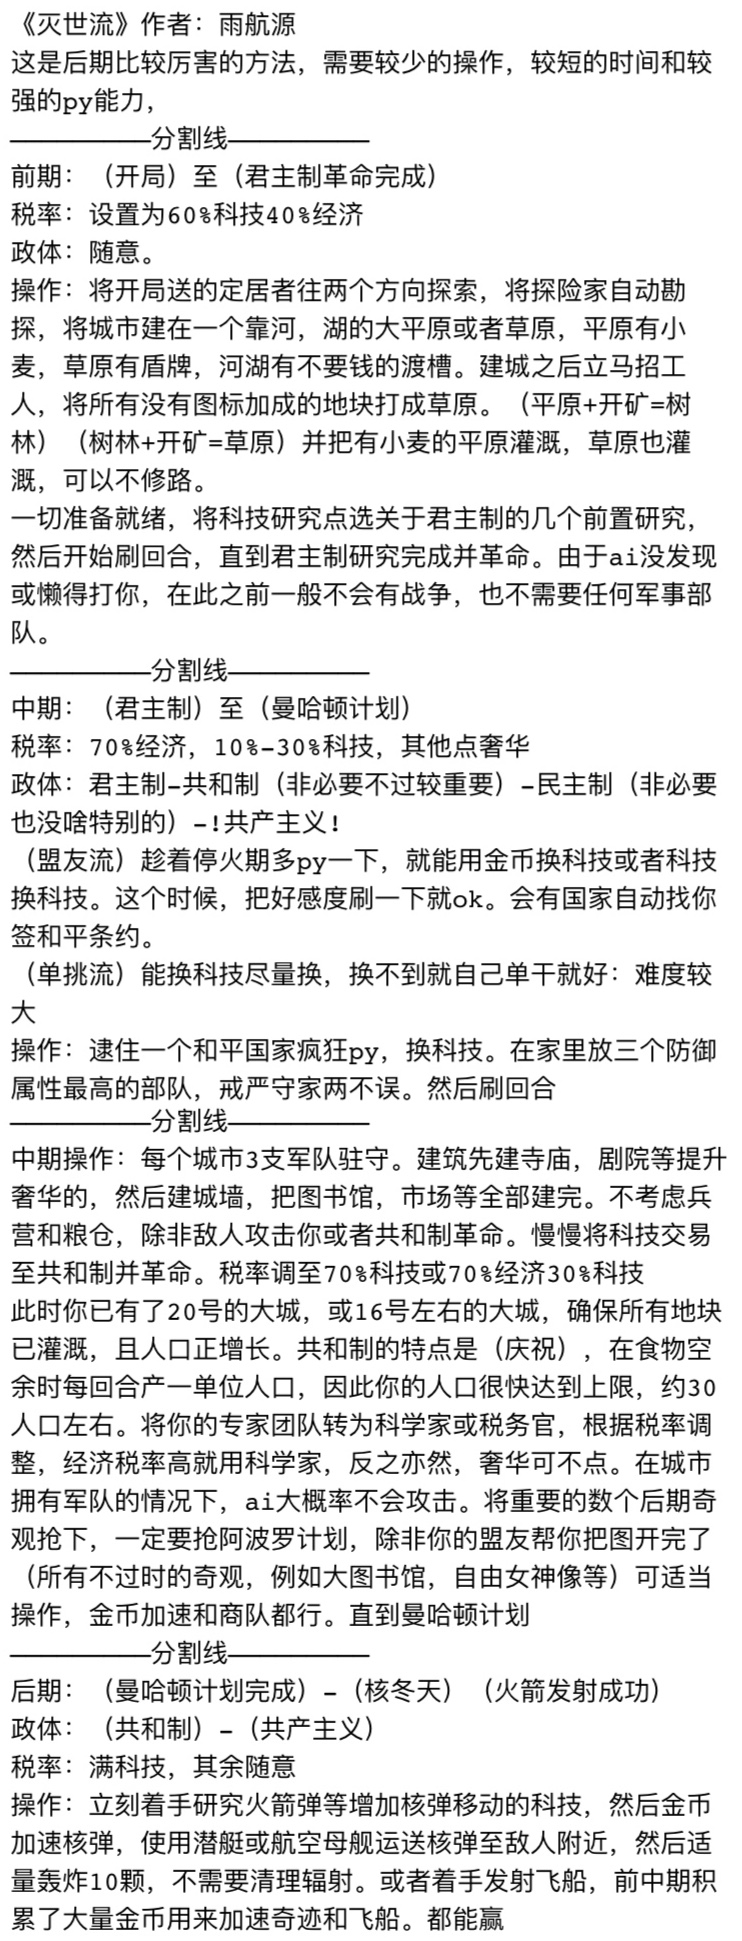 《灭世流》作者：雨航源
这是后期比较厉害的方法，需要较少的操作，较短的时间和较
强的py能力，
—————————分割线—————————
前期：（开局）至（君主制革命完成）
税率：设置为60%科技40%经济
政体：随意。
操作：将开局送的定居者往两个方向探索，将探险家自动勘
探，将城市建在一个靠河，湖的大平原或者草原，平原有小
麦，草原有盾牌，河湖有不要钱的渡槽。建城之后立马招工
人，将所有没有图标加成的地块打成草原。（平原+开矿=树
林）（树林+开矿=草原）并把有小麦的平原灌溉，草原也灌
溉，可以不修路。
一切准备就绪，将科技研究点选关于君主制的几个前置研究，
然后开始刷回合，直到君主制研究完成并革命。由于ai没发现
或懒得打你，在此之前一般不会有战争，也不需要任何军事部
队。
—————————分割线—————————
中期：（君主制）至（曼哈顿计划）
税率：70%经济，10%-30%科技，其他点奢华
政体：君主制-共和制（非必要不过较重要）-民主制（非必要
也没啥特别的）-!共产主义!
（盟友流）趁着停火期多py一下，就能用金币换科技或者科技
换科技。这个时候，把好感度刷一下就ok。会有国家自动找你
签和平条约。
（单挑流）能换科技尽量换，换不到就自己单干就好：难度较
大
操作：逮住一个和平国家疯狂py，换科技。在家里放三个防御
属性最高的部队，戒严守家两不误。然后刷回合
—————————分割线—————————
中期操作：每个城市3支军队驻守。建筑先建寺庙，剧院等提升
奢华的，然后建城墙，把图书馆，市场等全部建完。不考虑兵
营和粮仓，除非敌人攻击你或者共和制革命。慢慢将科技交易
至共和制并革命。税率调至70%科技或70%经济30%科技
此时你已有了20号的大城，或16号左右的大城，确保所有地块
已灌溉，且人口正增长。共和制的特点是（庆祝），在食物空
余时每回合产一单位人口，因此你的人口很快达到上限，约30
人口左右。将你的专家团队转为科学家或税务官，根据税率调
整，经济税率高就用科学家，反之亦然，奢华可不点。在城市
拥有军队的情况下，ai大概率不会攻击。将重要的数个后期奇
观抢下，一定要抢阿波罗计划，除非你的盟友帮你把图开完了
（所有不过时的奇观，例如大图书馆，自由女神像等）可适当
操作，金币加速和商队都行。直到曼哈顿计划
—————————分割线—————————
后期：（曼哈顿计划完成）-（核冬天）（火箭发射成功）
政体：（共和制）-（共产主义）
税率：满科技，其余随意
操作：立刻着手研究火箭弹等增加核弹移动的科技，然后金币
加速核弹，使用潜艇或航空母舰运送核弹至敌人附近，然后适
量轰炸10颗，不需要清理辐射。或者着手发射飞船，前中期积
累了大量金币用来加速奇迹和飞船。都能赢